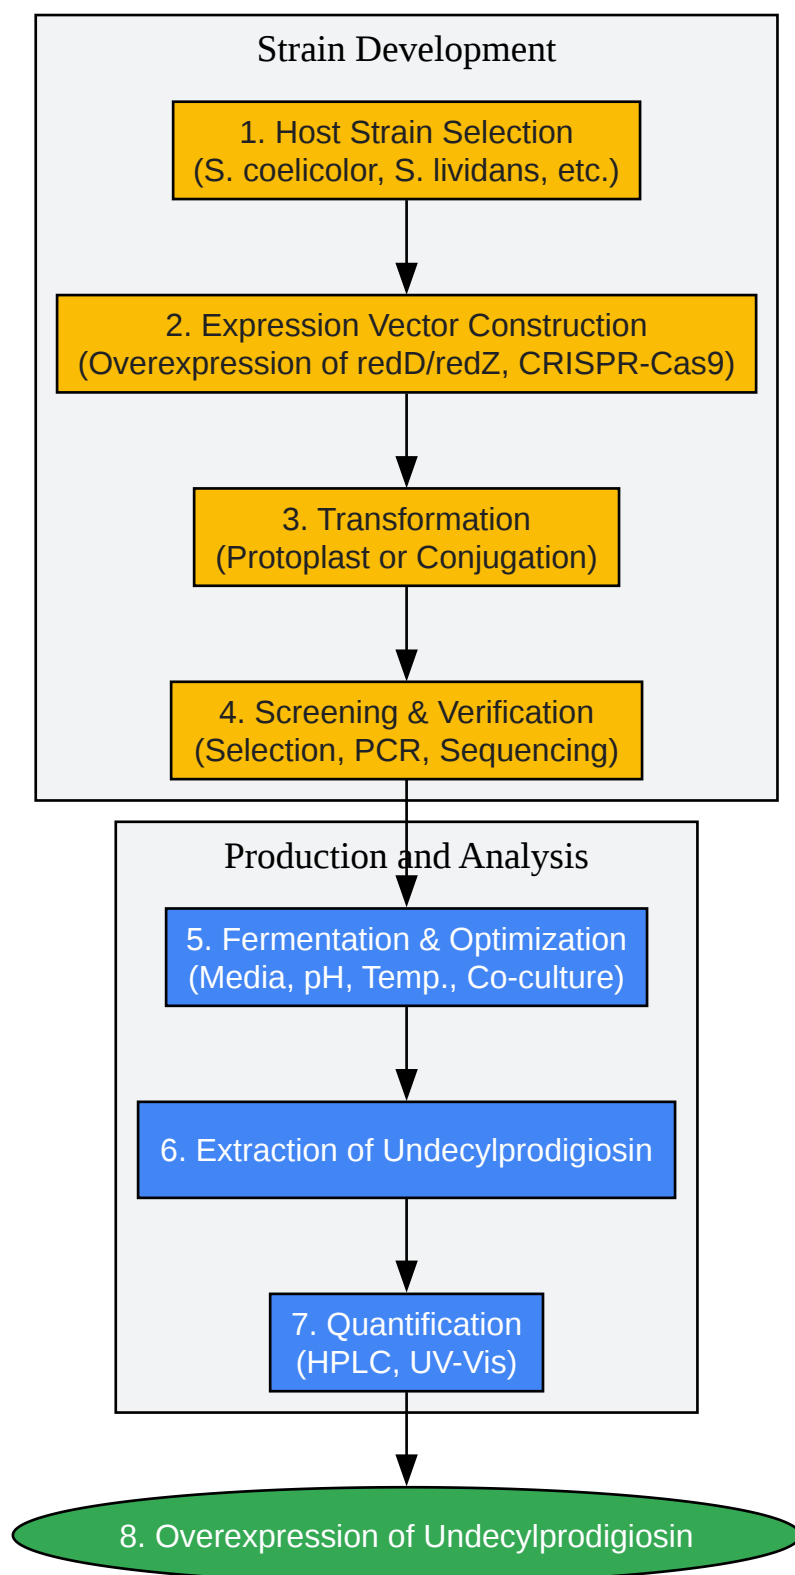 Strain Development
1. Host Strain Selection
(S. coelicolor, S. lividans, etc.)
2. Expression Vector Construction
(Overexpression of redD/redZ, CRISPR-Cas9)
3. Transformation
(Protoplast or Conjugation)
4. Screening & Verification
(Selection, PCR, Sequencing)
Production and Analysis
5. Fermentation & Optimization
(Media, pH, Temp., Co-culture)
6. Extraction of Undecylprodigiosin
7. Quantification
(HPLC, UV-Vis)
8. Overexpression of Undecylprodigiosin